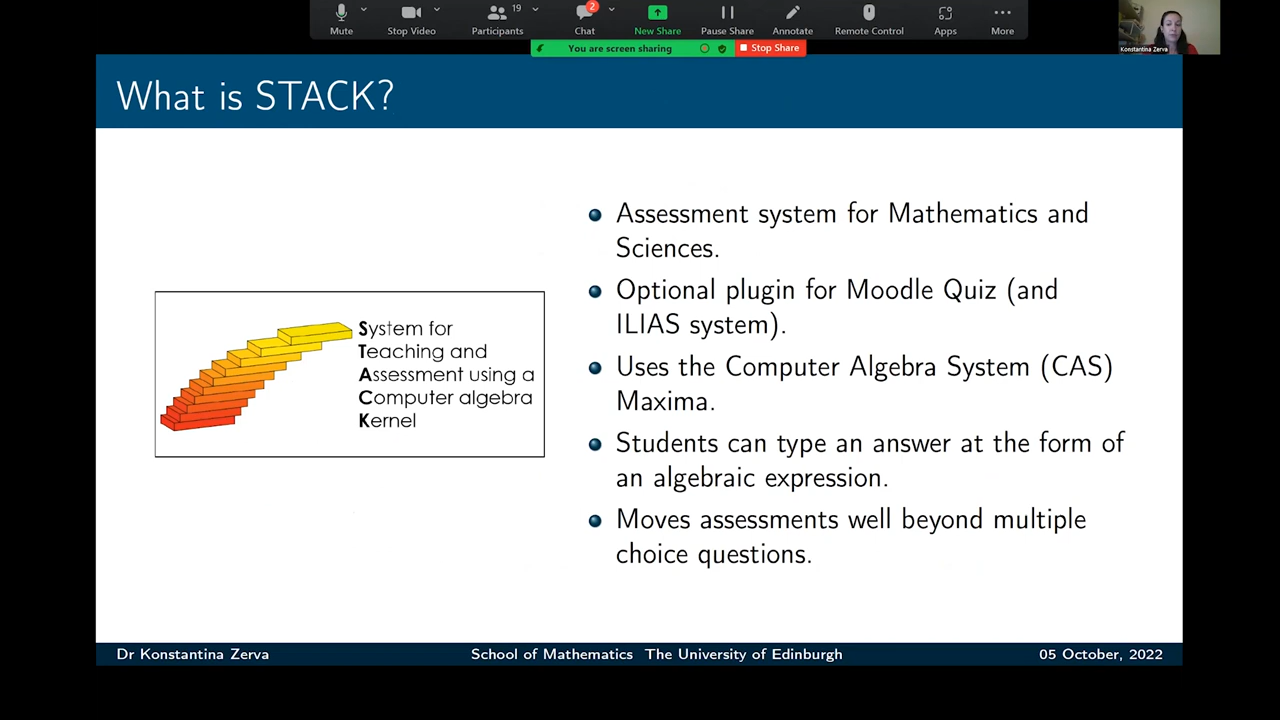 19
2
Mute
Stop Video
Participants
Chat
New Share
Pause Share
Annotate
Remote Control
Apps
More
You are screen sharing
Stop Share
Konstantina Zerva
What is STACK?
System for
Teaching and
Assessment using a
Computer algebra
Kernel
Assessment system for Mathematics and
Sciences.
Optional plugin for Moodle Quiz (and
ILIAS system).
Uses the Computer Algebra System (CAS)
Maxima.
Students can type an answer at the form of
an algebraic expression.
Moves assessments well beyond multiple
choice questions.
Dr Konstantina Zerva
School of Mathematics The University of Edinburgh
05 October, 2022